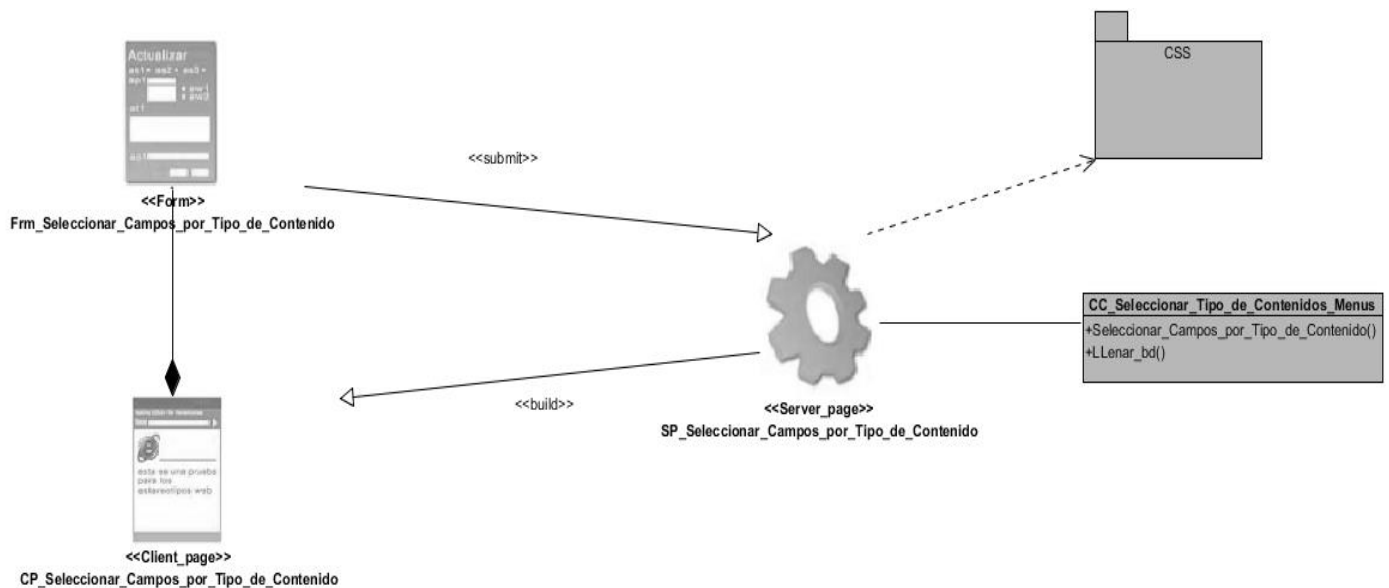 Actualizar
CSS
<<submit>>
<<Form>>
Frm_Seleccionar_Campos_por_Tipo_de_Contenido
CC_Seleccionar_Tipo_de_Contenidos_Menus
+Seleccionar_Campos_por_Tipo_de_Contenido()
+LLenar_bd()
<<build>>
<<Server_page>>
SP_Seleccionar_Campos_por_Tipo_de_Contenido
esta es una prueba
para los
estereotipos web
<<Client_page>>
CP_Seleccionar_Campos_por_Tipo_de_Contenido